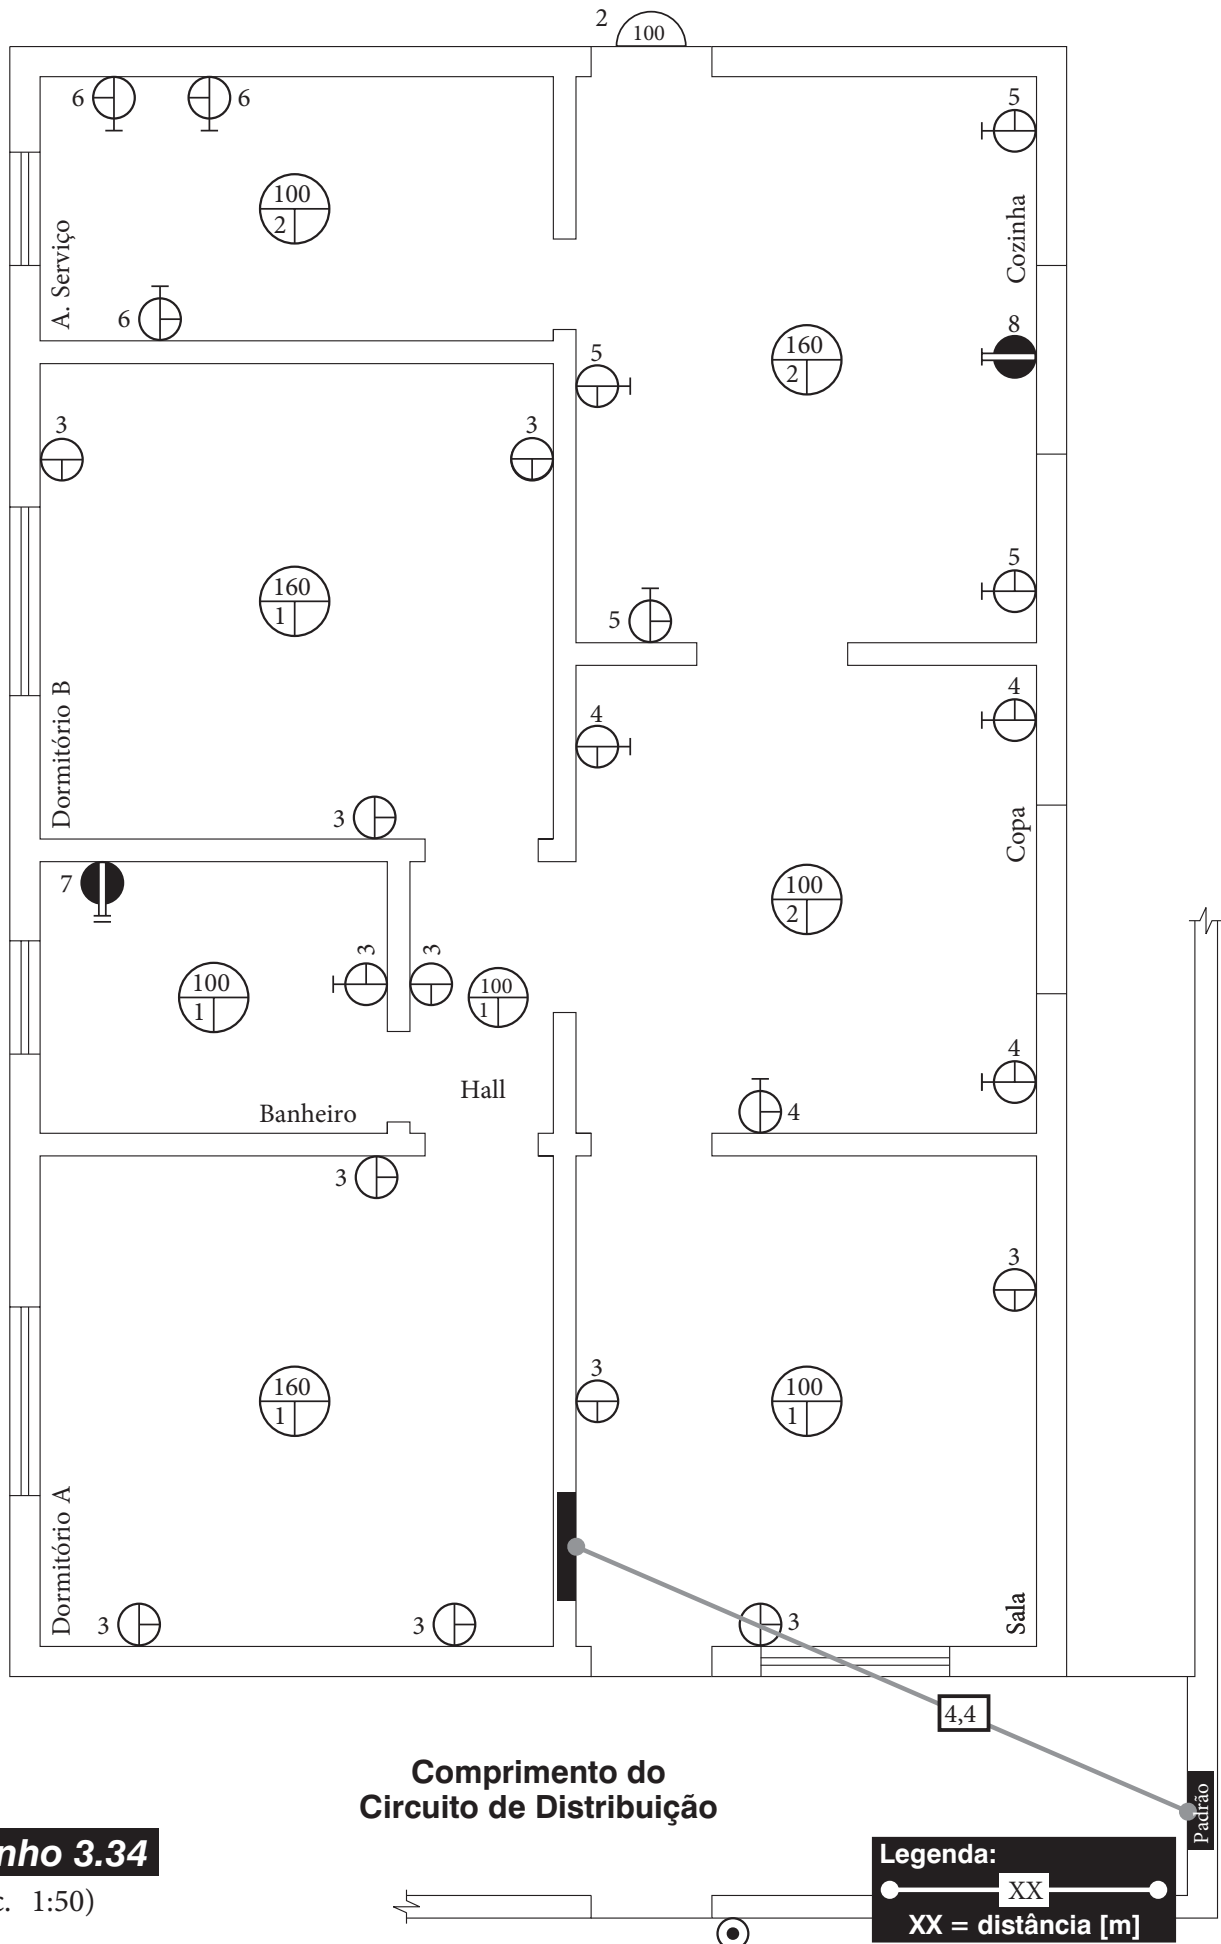 2
100
6
6
5
100
2
A. Serviço
Cozinha
6
8
160
2
5
3
3
160
1
5
5
Dormitório B
4
4
3
Copa
7
100
2
3
3
100
1
100
1
4
Hall
Banheiro
4
3
3
3
160
1
100
1
Dormitório A
Sala
3
3
3
4,4
Comprimento do
Circuito de Distribuição
Padrão
nho 3.34
c. 1:50)
Legenda:
XX
XX = distância [m]